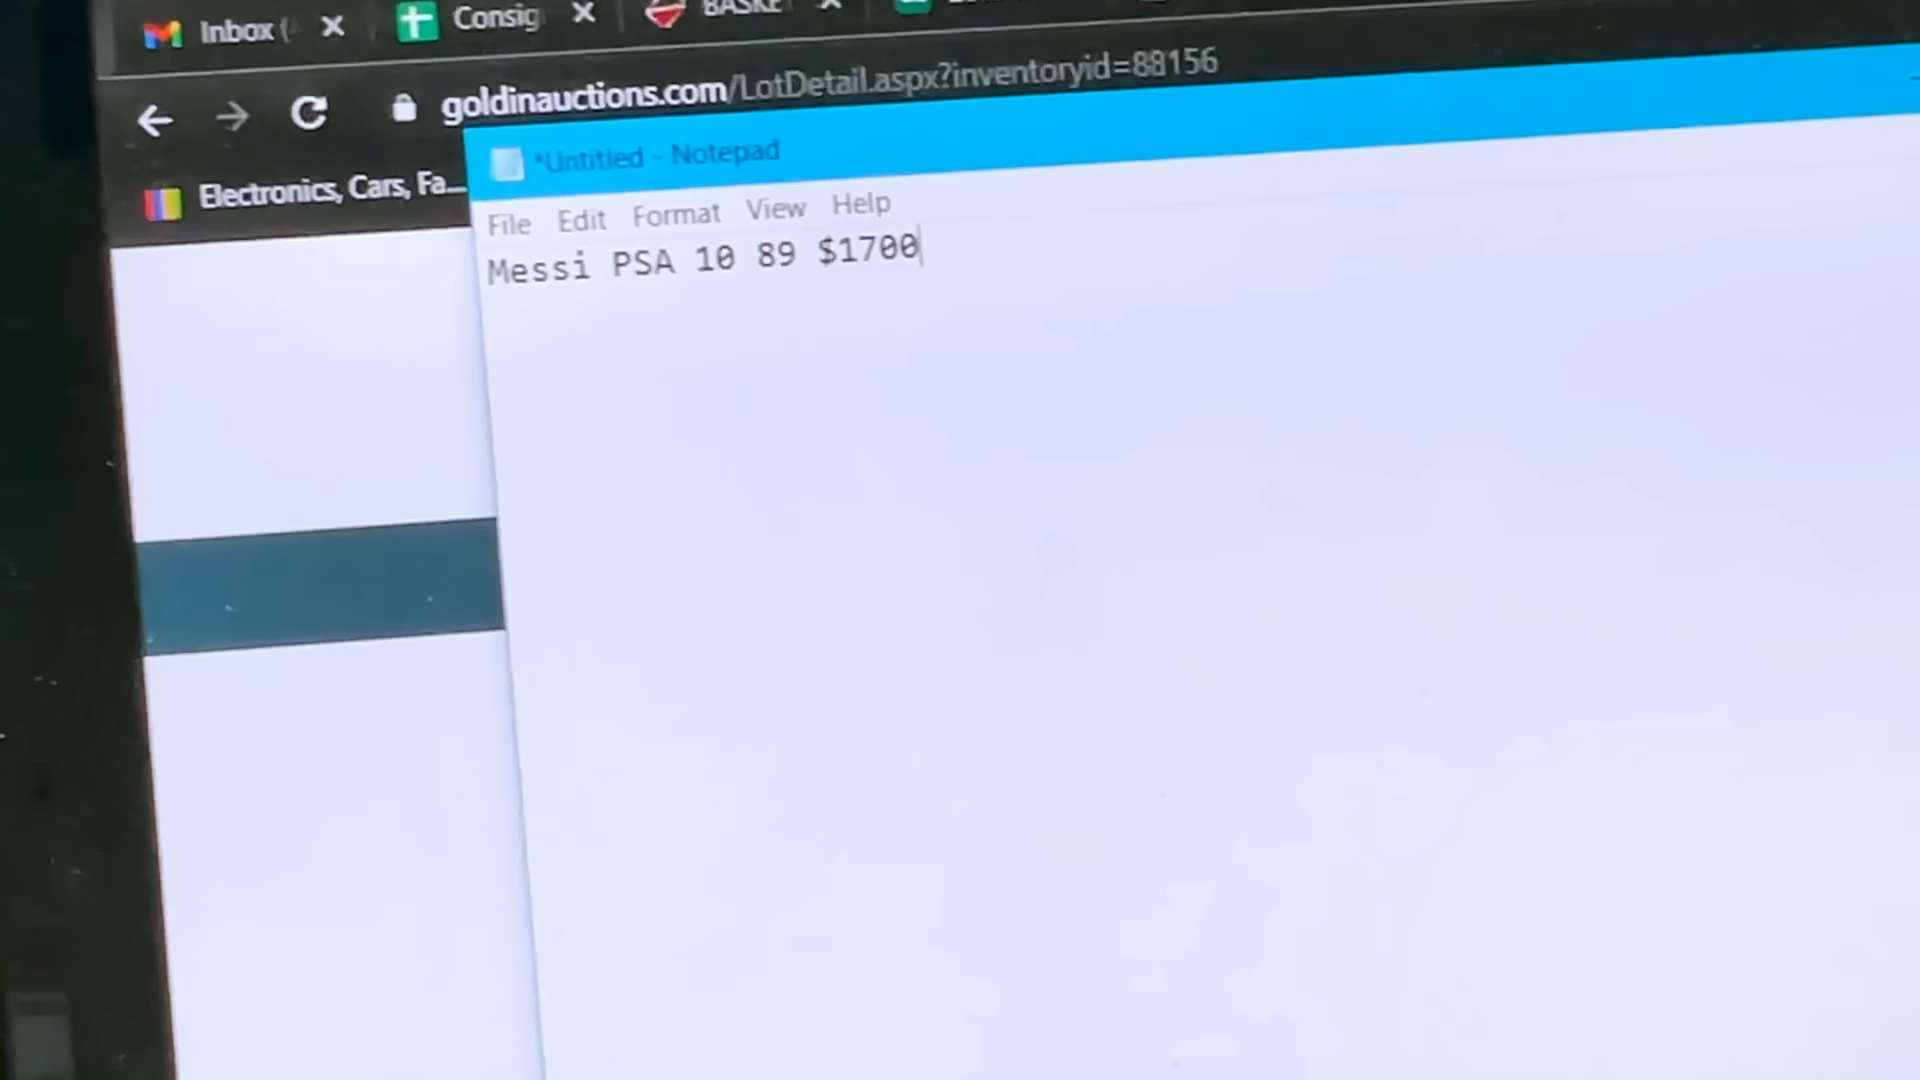 Inbox (
Consig
BASKE
goldinauctions.com/LotDetail.aspx?inventoryid=88156
Electronics, Cars, Fa...
*Untitled - Notepad
File Edit Format View Help
Messi PSA 10 89 $1700